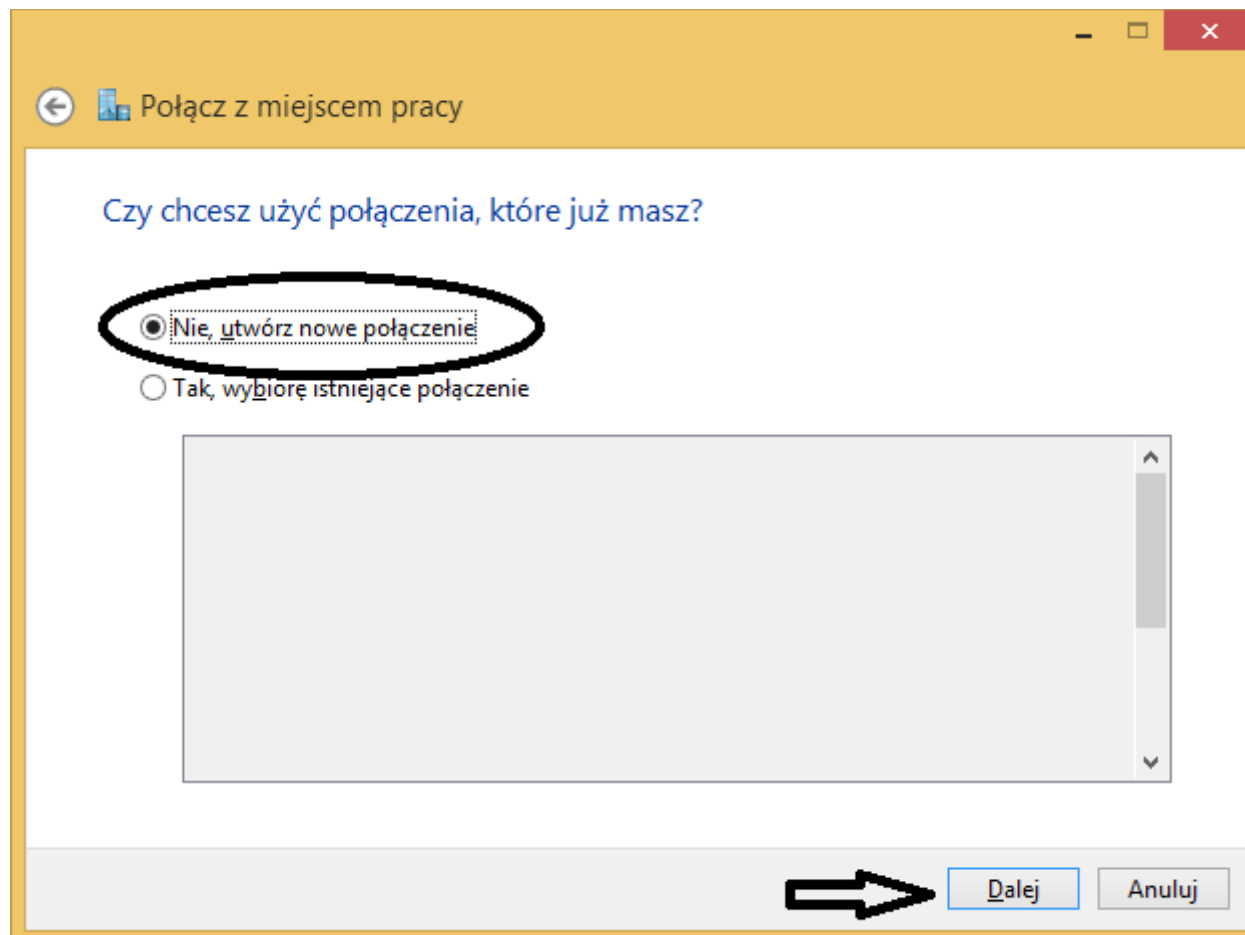 Połącz z miejscem pracy
Czy chcesz użyć połączenia, które już masz?
Nie, utwórz nowe połączenie
Tak, wybiorę istniejące połączenie
Dalej
Anuluj